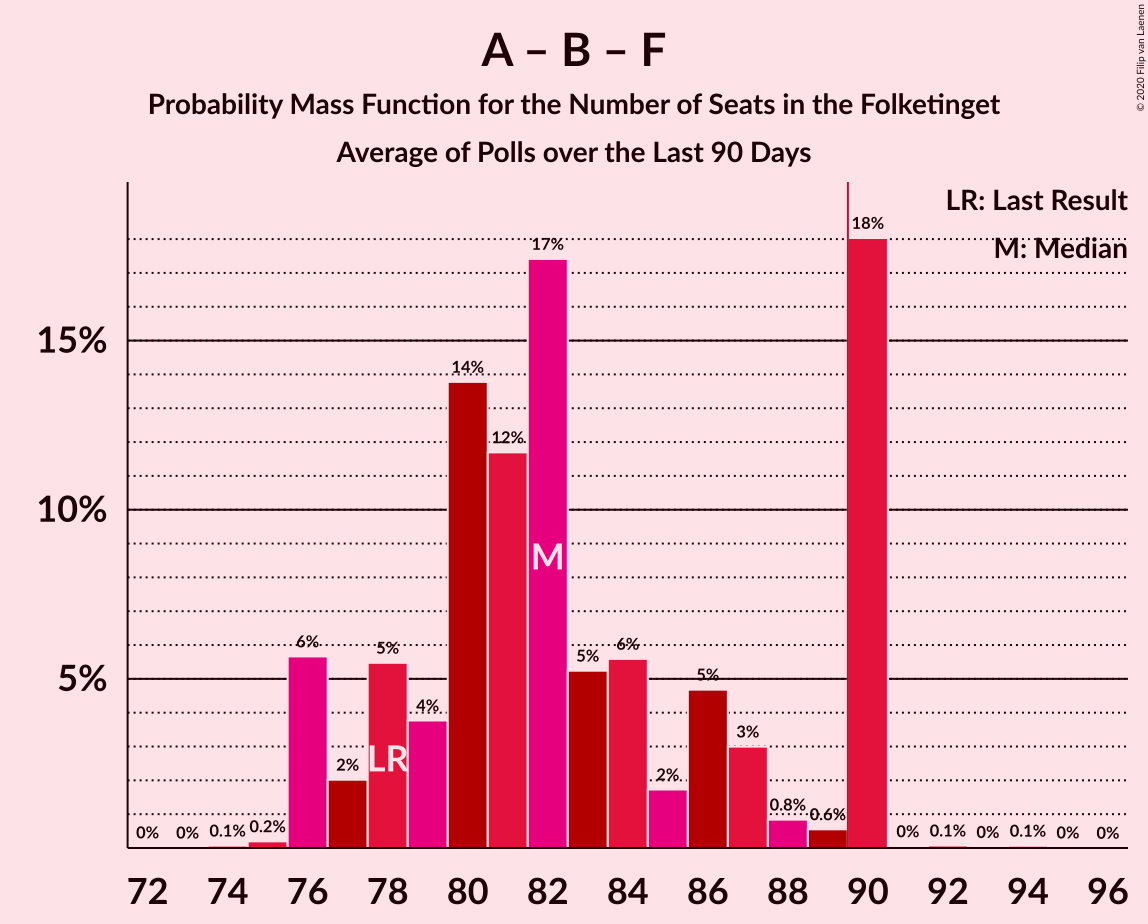 A – B – F
Probability Mass Function for the Number of Seats in the Folketinget
Average of Polls over the Last 90 Days
© 2020 Filip van Laenen
LR: Last Result
M: Median
15%
10%
5%
0% 0% 0.1% 0.2% 6% 2% 5% 4% 14% 12% 17% 5% 6% 2% 5% 3% 0.8% 0.6% 18% 0% 0.1% 0% 0.1% 0% 0%
LR
M
72 74 76 78 80 82 84 86 88 90 92 94 96